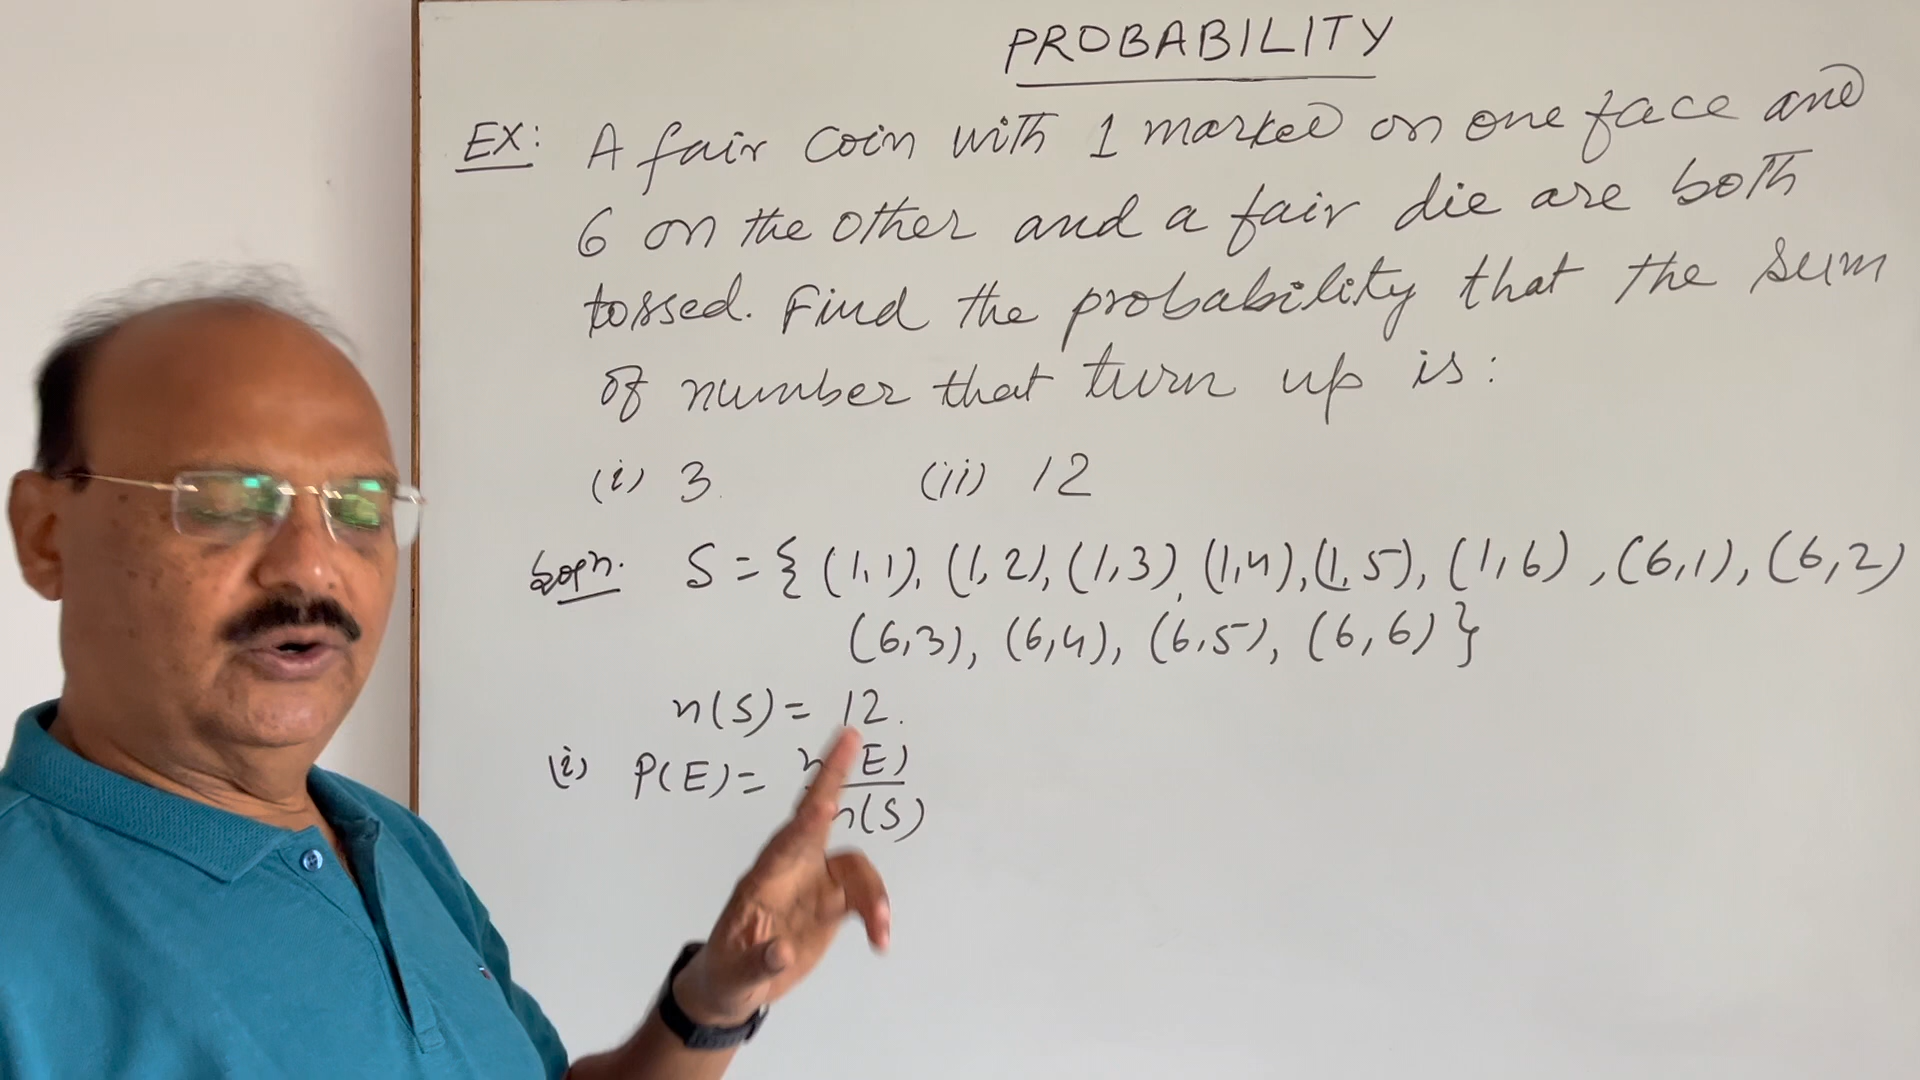 PROBABILITY
EX: A fair coin with 1 marked on one face and
6 on the other and a fair die are both
tossed. Find the probability that the sum
of number that turn up is:
(i) 3 (ii) 12
Soln. S = { (1,1), (1,2), (1,3), (1,4), (1,5), (1,6) , (6,1), (6,2)
(6,3), (6,4), (6,5), (6,6) }
n(S) = 12.
(i) P(E) = n(E)
n(S)